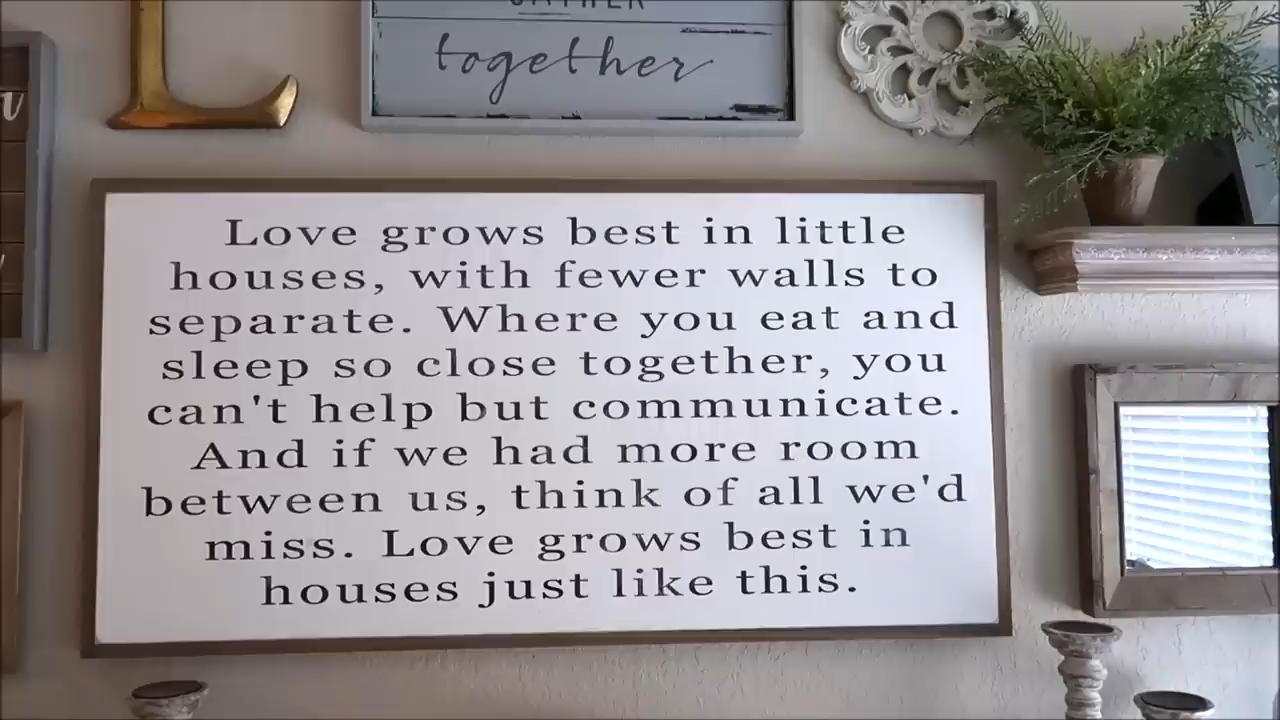 L
together
Love grows best in little
houses, with fewer walls to
separate. Where you eat and
sleep so close together, you
can't help but communicate.
And if we had more room
between us, think of all we'd
miss. Love grows best in
houses just like this.